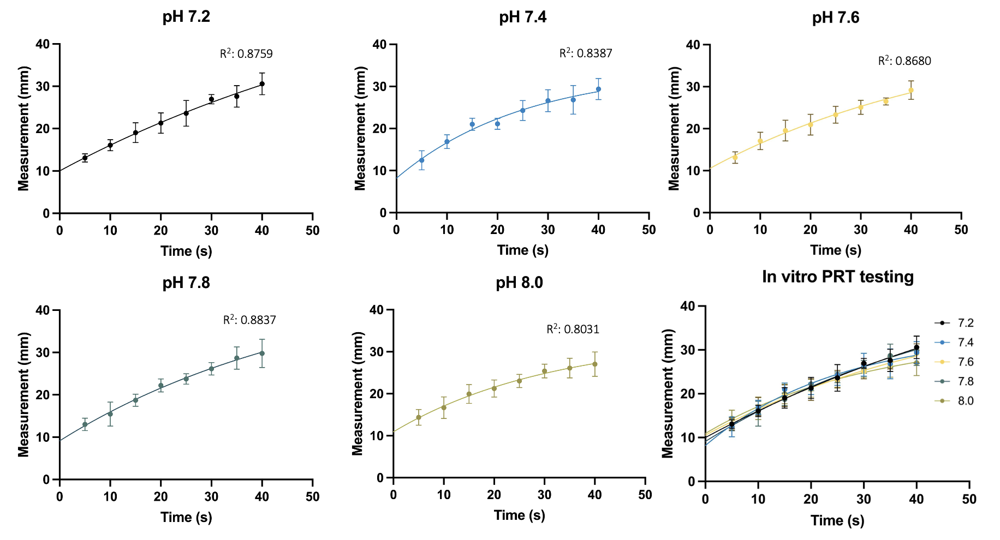 pH 7.2
R²: 0.8759
Measurement (mm)
40
30
20
10
0
0 10 20 30 40 50
Time (s)
pH 7.4
R²: 0.8387
Measurement (mm)
40
30
20
10
0
0 10 20 30 40 50
Time (s)
pH 7.6
R²: 0.8680
Measurement (mm)
40
30
20
10
0
0 10 20 30 40 50
Time (s)
pH 7.8
R²: 0.8837
Measurement (mm)
40
30
20
10
0
0 10 20 30 40 50
Time (s)
pH 8.0
R²: 0.8031
Measurement (mm)
40
30
20
10
0
0 10 20 30 40 50
Time (s)
In vitro PRT testing
Measurement (mm)
40
30
20
10
0
0 10 20 30 40 50
Time (s)
7.2
7.4
7.6
7.8
8.0